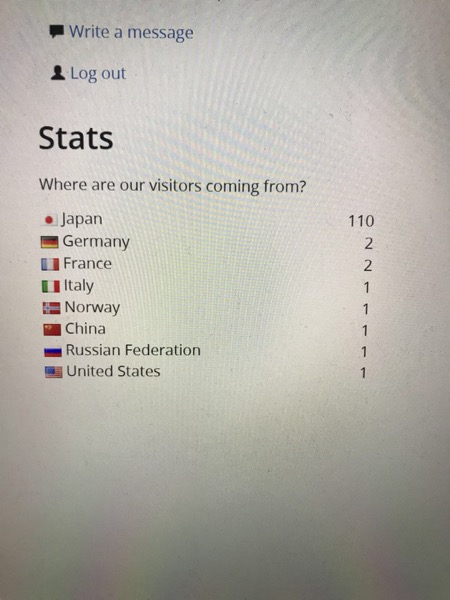 Write a message
Log out
Stats
Where are our visitors coming from?
Japan 110
Germany 2
France 2
Italy 1
Norway 1
China 1
Russian Federation 1
United States 1